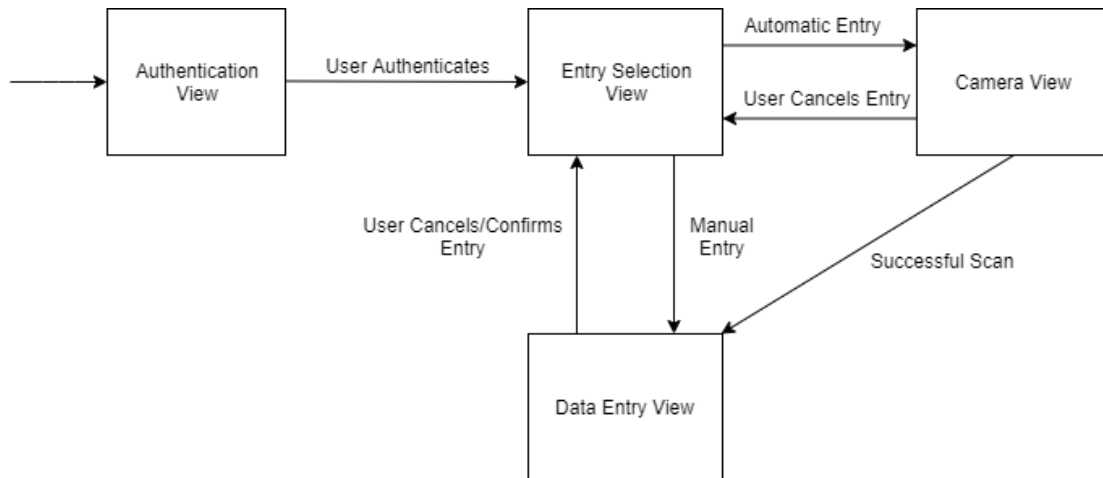 Automatic Entry
Authentication
View
User Authenticates
Entry Selection
View
Camera View
User Cancels Entry
User Cancels/Confirms
Entry
Manual
Entry
Successful Scan
Data Entry View